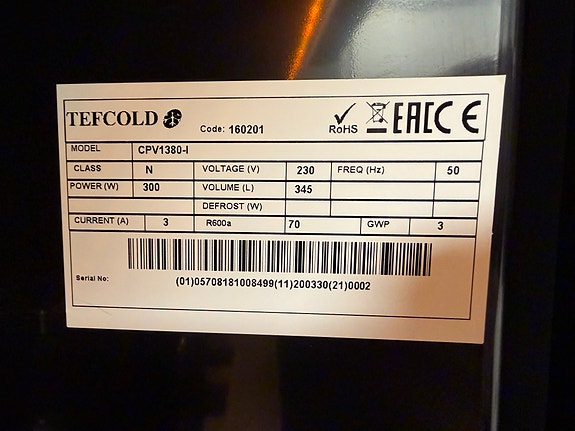 TEFCOLD
Code: 160201
RoHS
EAC CE
MODEL CPV1380-I
CLASS N VOLTAGE (V) 230 FREQ (Hz) 50
POWER (W) 300 VOLUME (L) 345
DEFROST (W)
CURRENT (A) 3 R600a 70 GWP 3
Serial No:
(01)05708181008499(11)200330(21)0002